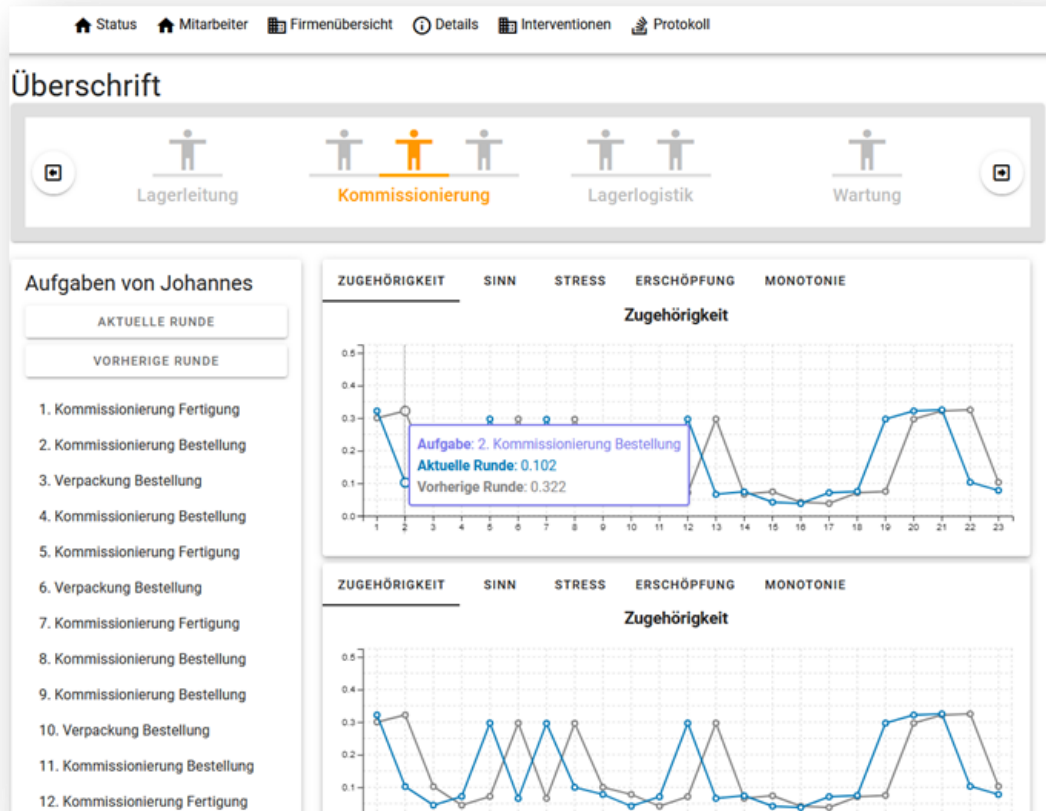 Status Mitarbeiter Firmenübersicht Details Interventionen Protokoll
Überschrift
Lagerleitung Kommissionierung Lagerlogistik Wartung
Aufgaben von Johannes
AKTUELLE RUNDE
VORHERIGE RUNDE
1. Kommissionierung Fertigung
2. Kommissionierung Bestellung
3. Verpackung Bestellung
4. Kommissionierung Bestellung
5. Kommissionierung Fertigung
6. Verpackung Bestellung
7. Kommissionierung Fertigung
8. Kommissionierung Bestellung
9. Kommissionierung Bestellung
10. Verpackung Bestellung
11. Kommissionierung Bestellung
12. Kommissionierung Fertigung
ZUGEHÖRIGKEIT SINN STRESS ERSCHÖPFUNG MONOTONIE
Zugehörigkeit
0.5
0.4
0.3
0.2
0.1
0.0
Aufgabe: 2. Kommissionierung Bestellung
Aktuelle Runde: 0.102
Vorherige Runde: 0.322
1 2 3 4 5 6 7 8 9 10 11 12 13 14 15 16 17 18 19 20 21 22 23
ZUGEHÖRIGKEIT SINN STRESS ERSCHÖPFUNG MONOTONIE
Zugehörigkeit
0.5
0.4
0.3
0.2
0.1